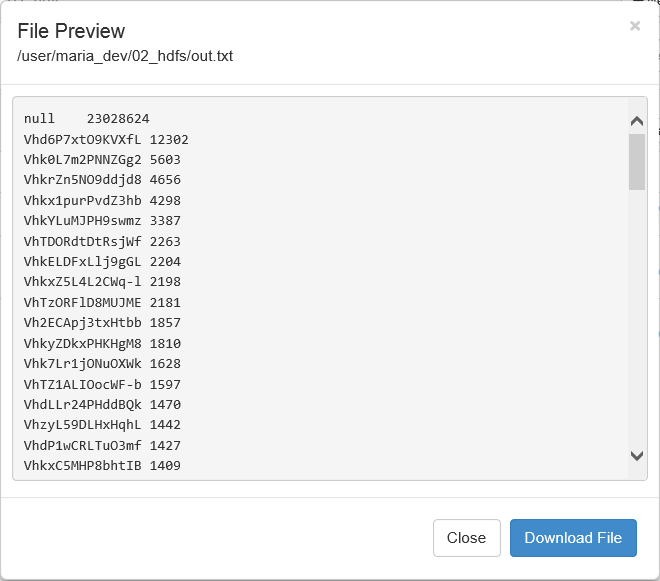 File Preview
/user/maria_dev/02_hdfs/out.txt
×
null    23028624
Vhd6P7xtO9KVXfL 12302
Vhk0L7m2PNNZGg2 5603
VhkrZn5NO9ddjd8 4656
Vhkx1purPvdZ3hb 4298
VhkYLuMJPH9swmz 3387
VhTDORdtDtRsjWf 2263
VhkELDFxLlj9gGL 2204
VhkxZ5L4L2CWq-l 2198
VhTzORFlD8MUJME 2181
Vh2ECApj3txHtbb 1857
VhkyZDkxPHKHgM8 1810
Vhk7Lr1jONuOXWk 1628
VhTZ1ALIOocWF-b 1597
VhdLLr24PHddBQk 1470
VhzyL59DLHxHqhL 1442
VhdP1wCRLTuO3mf 1427
VhkxC5MHP8bhtIB 1409
Close
Download File